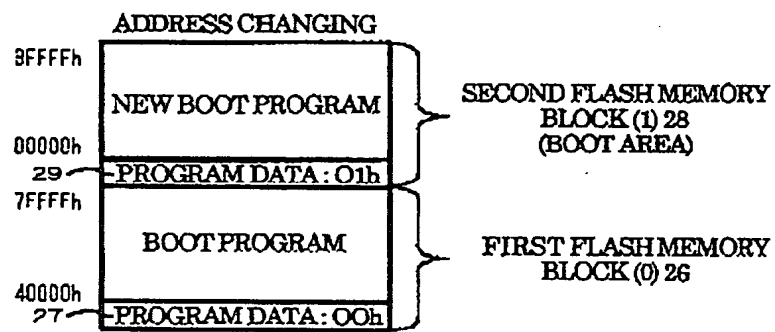 ADDRESS CHANGING
3FFFFh
NEW BOOT PROGRAM
SECOND FLASH MEMORY
BLOCK (1) 28
(BOOT AREA)
00000h
29
PROGRAM DATA : 01h
7FFFFh
BOOT PROGRAM
FIRST FLASH MEMORY
BLOCK (0) 26
40000h
27
PROGRAM DATA : 00h